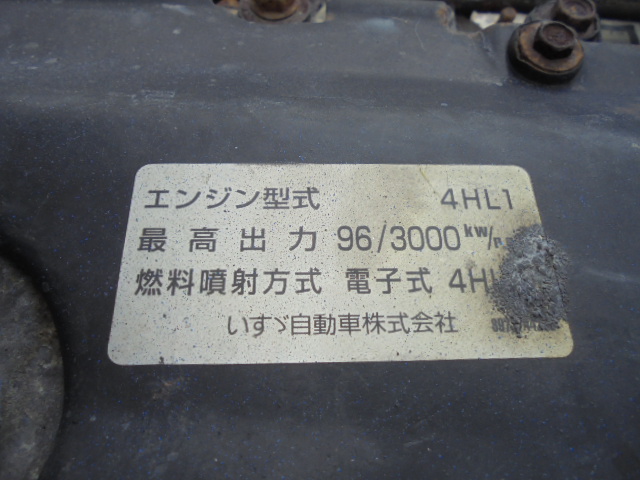 エンジン型式 4HL1
最高出力 96/3000 kW/
燃料噴射方式 電子式
いすゞ自動車株式会社